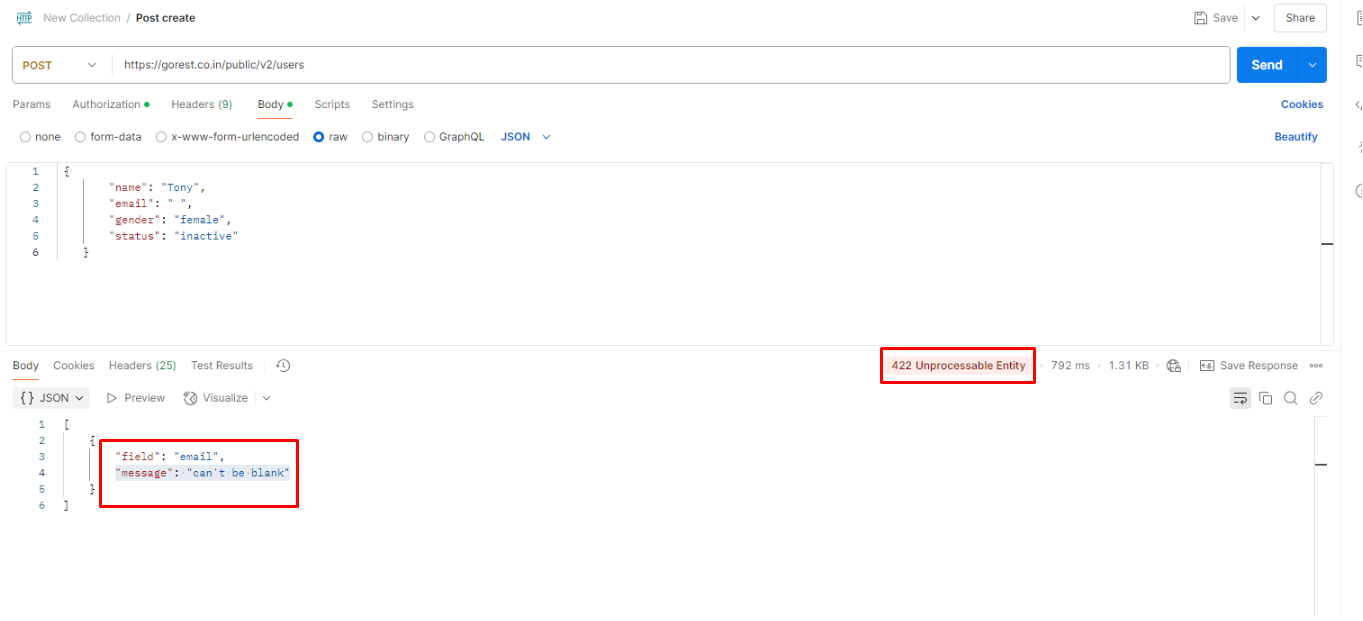 HTTP New Collection / Post create Save Share
POST https://gorest.co.in/public/v2/users Send
Params Authorization Headers (9) Body Scripts Settings Cookies
none form-data x-www-form-urlencoded raw binary GraphQL JSON Beautify
1 {
2 "name": "Tony",
3 "email": " ",
4 "gender": "female",
5 "status": "inactive"
6 }
Body Cookies Headers (25) Test Results 422 Unprocessable Entity 792 ms 1.31 KB e.g. Save Response
{} JSON Preview Visualize
1 [
2 {
3 "field": "email",
4 "message": "can't be blank"
5 }
6 ]